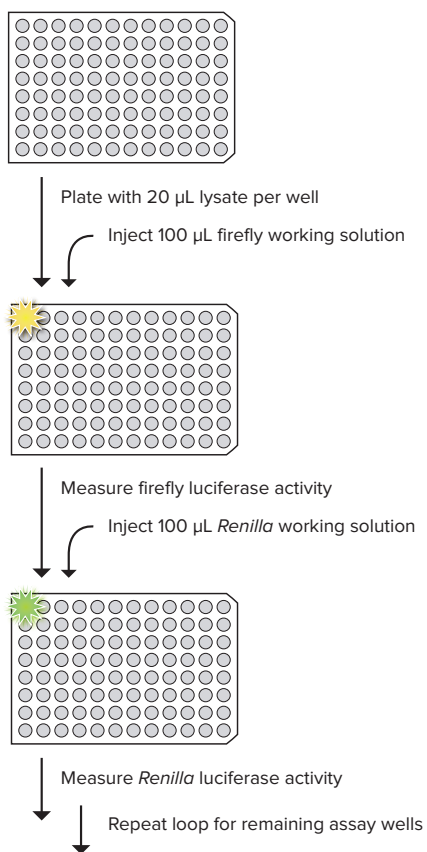 Plate with 20 µL lysate per well
Inject 100 µL firefly working solution
Measure firefly luciferase activity
Inject 100 µL Renilla working solution
Measure Renilla luciferase activity
Repeat loop for remaining assay wells